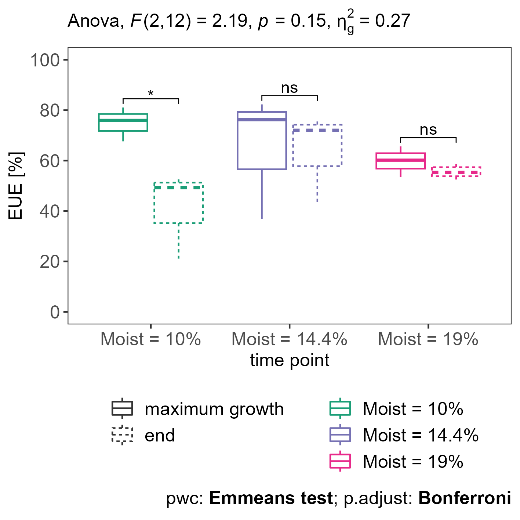 Anova, F(2,12) = 2.19, p = 0.15, η²g = 0.27
100
80
60
40
20
0
EUE [%]
*
ns
ns
Moist = 10% Moist = 14.4% Moist = 19%
time point
maximum growth
end
Moist = 10%
Moist = 14.4%
Moist = 19%
pwc: Emmeans test; p.adjust: Bonferroni